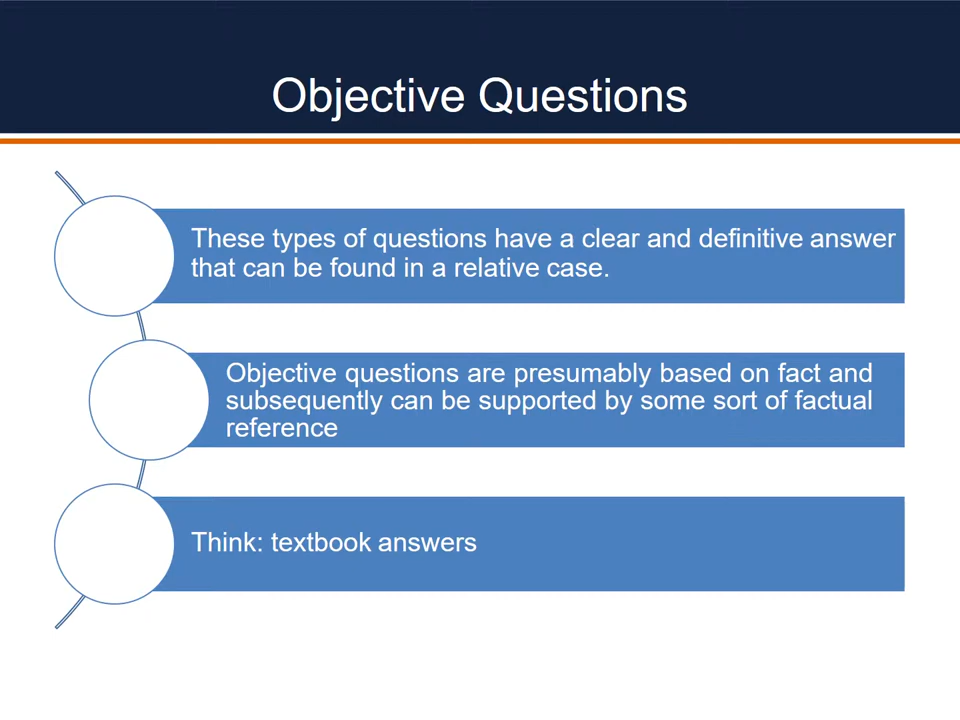 Objective Questions
These types of questions have a clear and definitive answer
that can be found in a relative case.
Objective questions are presumably based on fact and
subsequently can be supported by some sort of factual
reference
Think: textbook answers